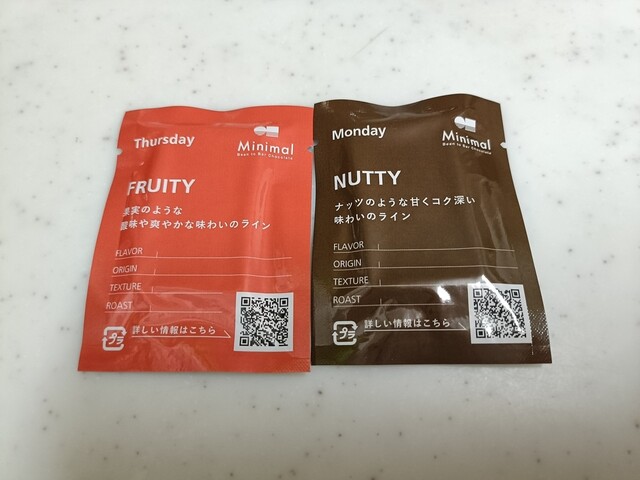 Thursday
Minimal
Bean to Bar Chocolate
FRUITY
果実のような
酸味や爽やかな味わいのライン
FLAVOR
ORIGIN
TEXTURE
ROAST
プラ
詳しい情報はこちら
Monday
Minimal
Bean to Bar Chocolate
NUTTY
ナッツのような甘くコク深い
味わいのライン
FLAVOR
ORIGIN
TEXTURE
ROAST
プラ
詳しい情報はこちら